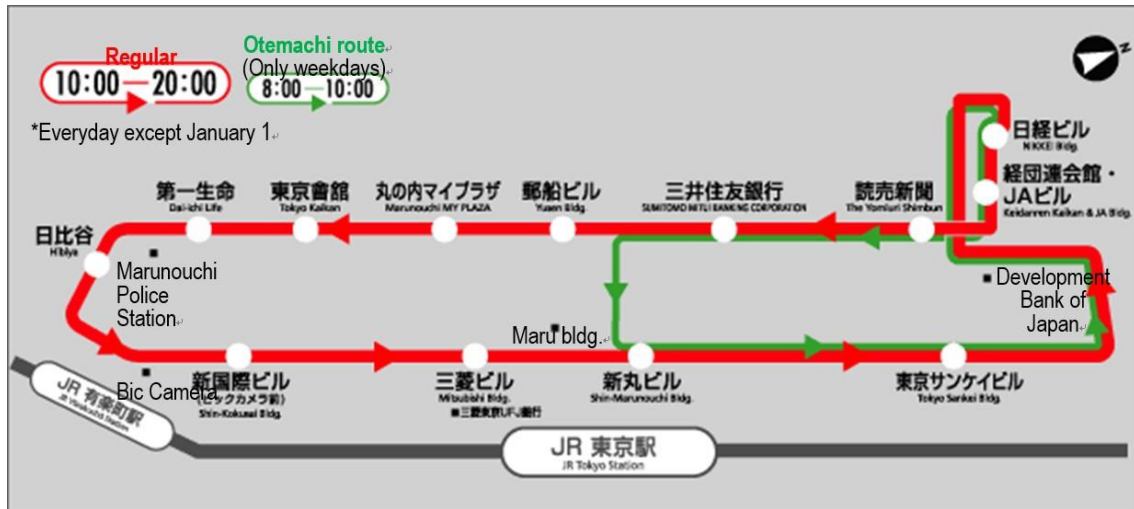 Regular
10:00—20:00
Otemachi route
(Only weekdays)
8:00—10:00
*Everyday except January 1
N
日経ビル
NIKKEI Bldg.
経団連会館・
JAビル
Keidanren Kaikan & JA Bldg.
第一生命
Dai-ichi Life
東京會舘
Tokyo Kaikan
丸の内マイプラザ
Marunouchi MY PLAZA
郵船ビル
Yusen Bldg.
三井住友銀行
SUMITOMO MITUI BANKING CORPORATION
読売新聞
The Yomiuri Shimbun
日比谷
Hibiya
Marunouchi
Police
Station
Development
Bank of
Japan
Maru bldg.
Bic Camera
新国際ビル
(ビックカメラ前)
Shin-Kokusai Bldg.
三菱ビル
Mitsubishi Bldg.
■三菱東京UFJ銀行
新丸ビル
Shin-Marunouchi Bldg.
東京サンケイビル
Tokyo Sankei Bldg.
JR 有楽町駅
JR Yurakucho Station
JR 東京駅
JR Tokyo Station